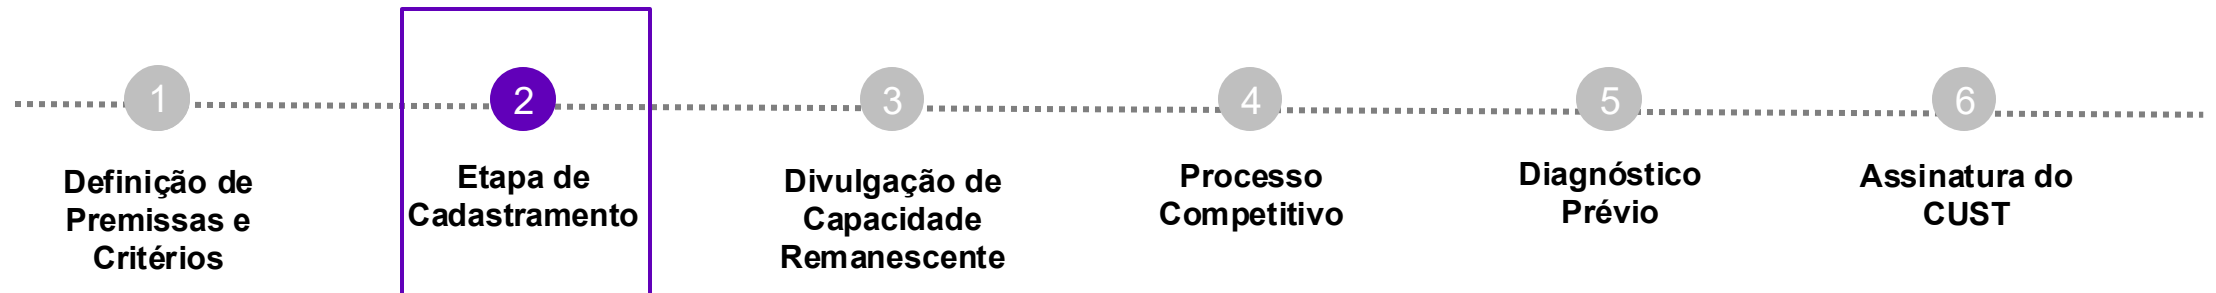 1
Definição de
Premissas e
Critérios
2
Etapa de
Cadastramento
3
Divulgação de
Capacidade
Remanescente
4
Processo
Competitivo
5
Diagnóstico
Prévio
6
Assinatura do
CUST